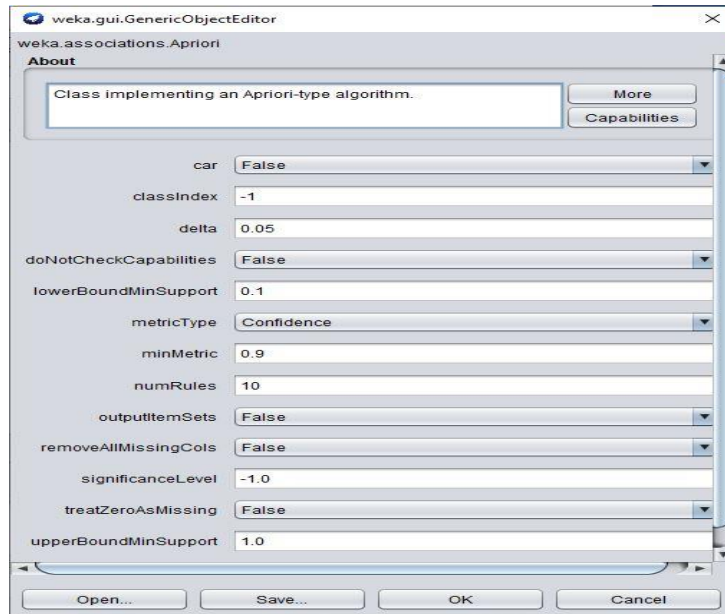 weka.gui.GenericObjectEditor
weka.associations.Apriori
About
Class implementing an Apriori-type algorithm.
More
Capabilities
car False
classIndex -1
delta 0.05
doNotCheckCapabilities False
lowerBoundMinSupport 0.1
metricType Confidence
minMetric 0.9
numRules 10
outputItemSets False
removeAllMissingCols False
significanceLevel -1.0
treatZeroAsMissing False
upperBoundMinSupport 1.0
Open... Save... OK Cancel